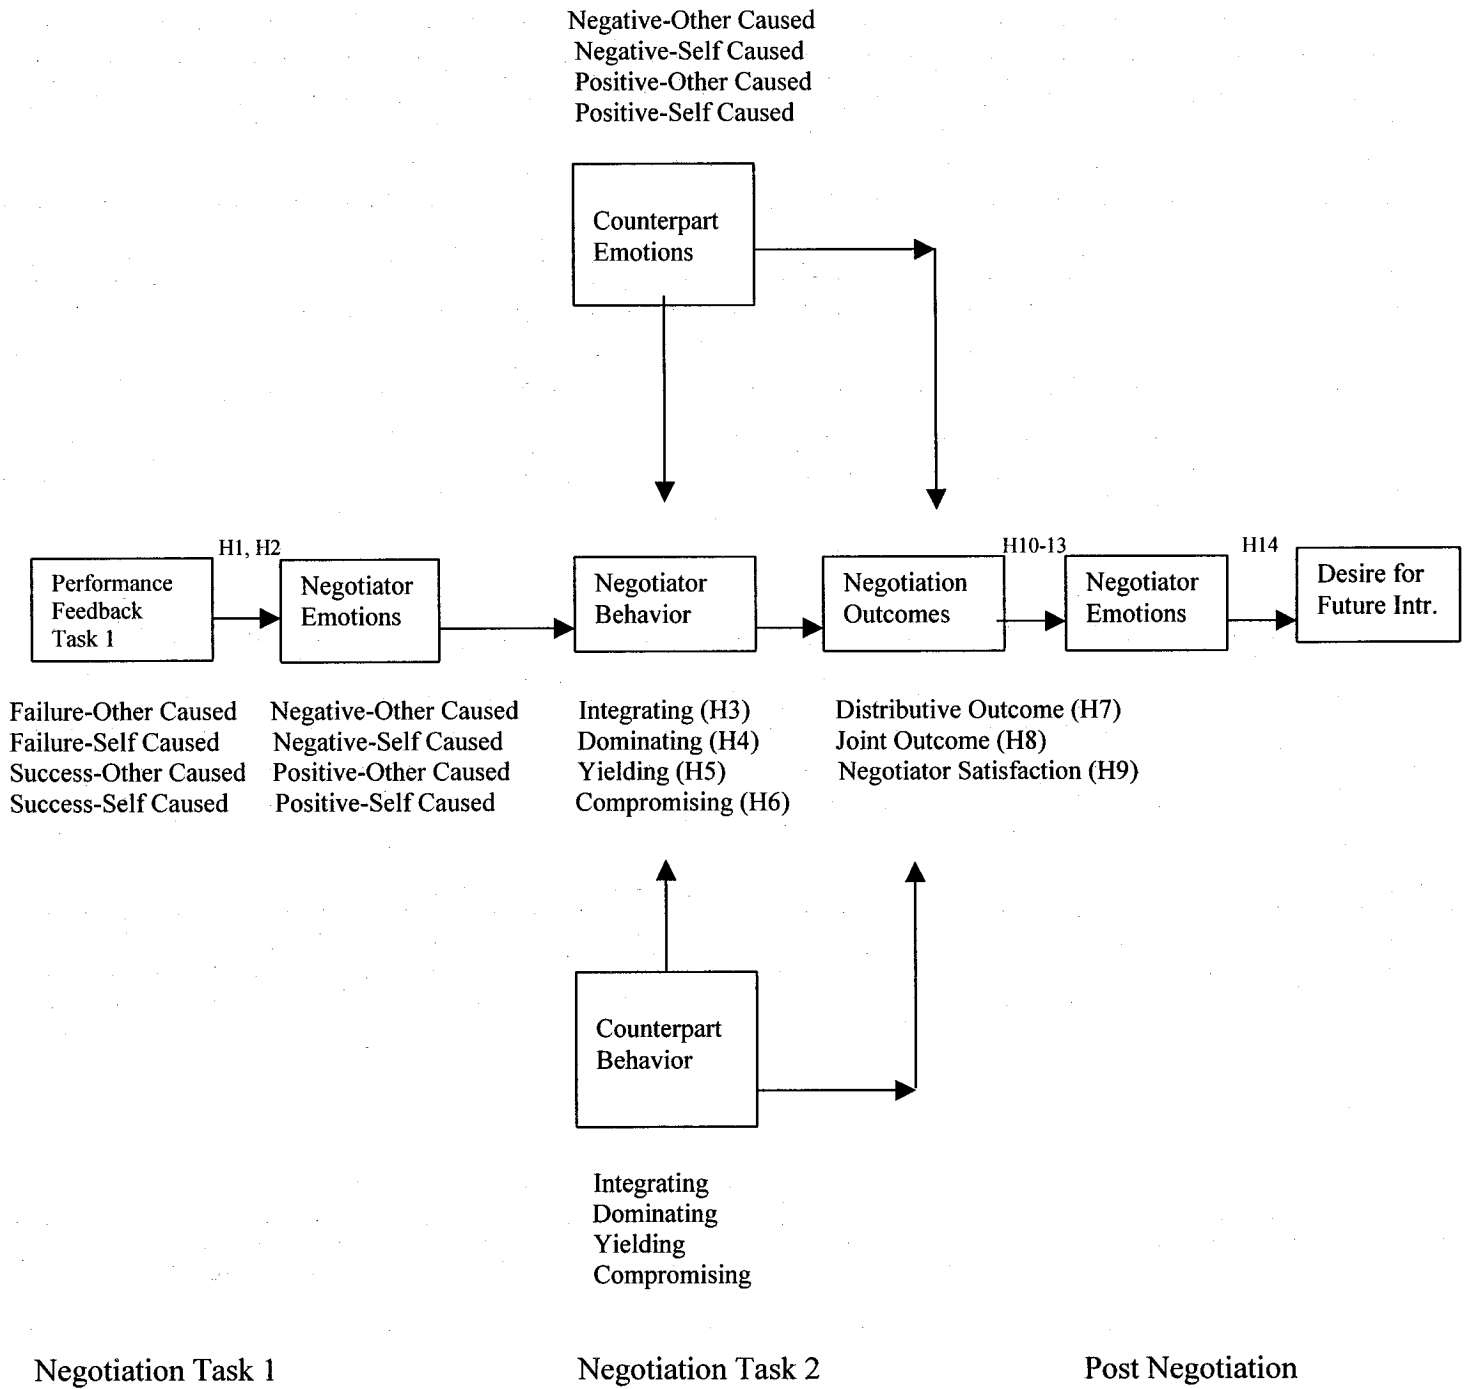 Negative-Other Caused
Negative-Self Caused
Positive-Other Caused
Positive-Self Caused
Counterpart
Emotions
H1, H2
H10-13
H14
Performance
Feedback
Task 1
Negotiator
Emotions
Negotiator
Behavior
Negotiation
Outcomes
Negotiator
Emotions
Desire for
Future Intr.
Failure-Other Caused
Failure-Self Caused
Success-Other Caused
Success-Self Caused
Negative-Other Caused
Negative-Self Caused
Positive-Other Caused
Positive-Self Caused
Integrating (H3)
Dominating (H4)
Yielding (H5)
Compromising (H6)
Distributive Outcome (H7)
Joint Outcome (H8)
Negotiator Satisfaction (H9)
Counterpart
Behavior
Integrating
Dominating
Yielding
Compromising
Negotiation Task 1
Negotiation Task 2
Post Negotiation